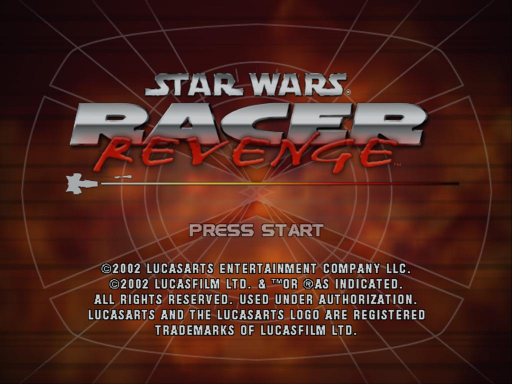 STAR WARS®
RACER
REVENGE™
PRESS START
©2002 LUCASARTS ENTERTAINMENT COMPANY LLC.
©2002 LUCASFILM LTD. & ™OR ®AS INDICATED.
ALL RIGHTS RESERVED. USED UNDER AUTHORIZATION.
LUCASARTS AND THE LUCASARTS LOGO ARE REGISTERED
TRADEMARKS OF LUCASFILM LTD.